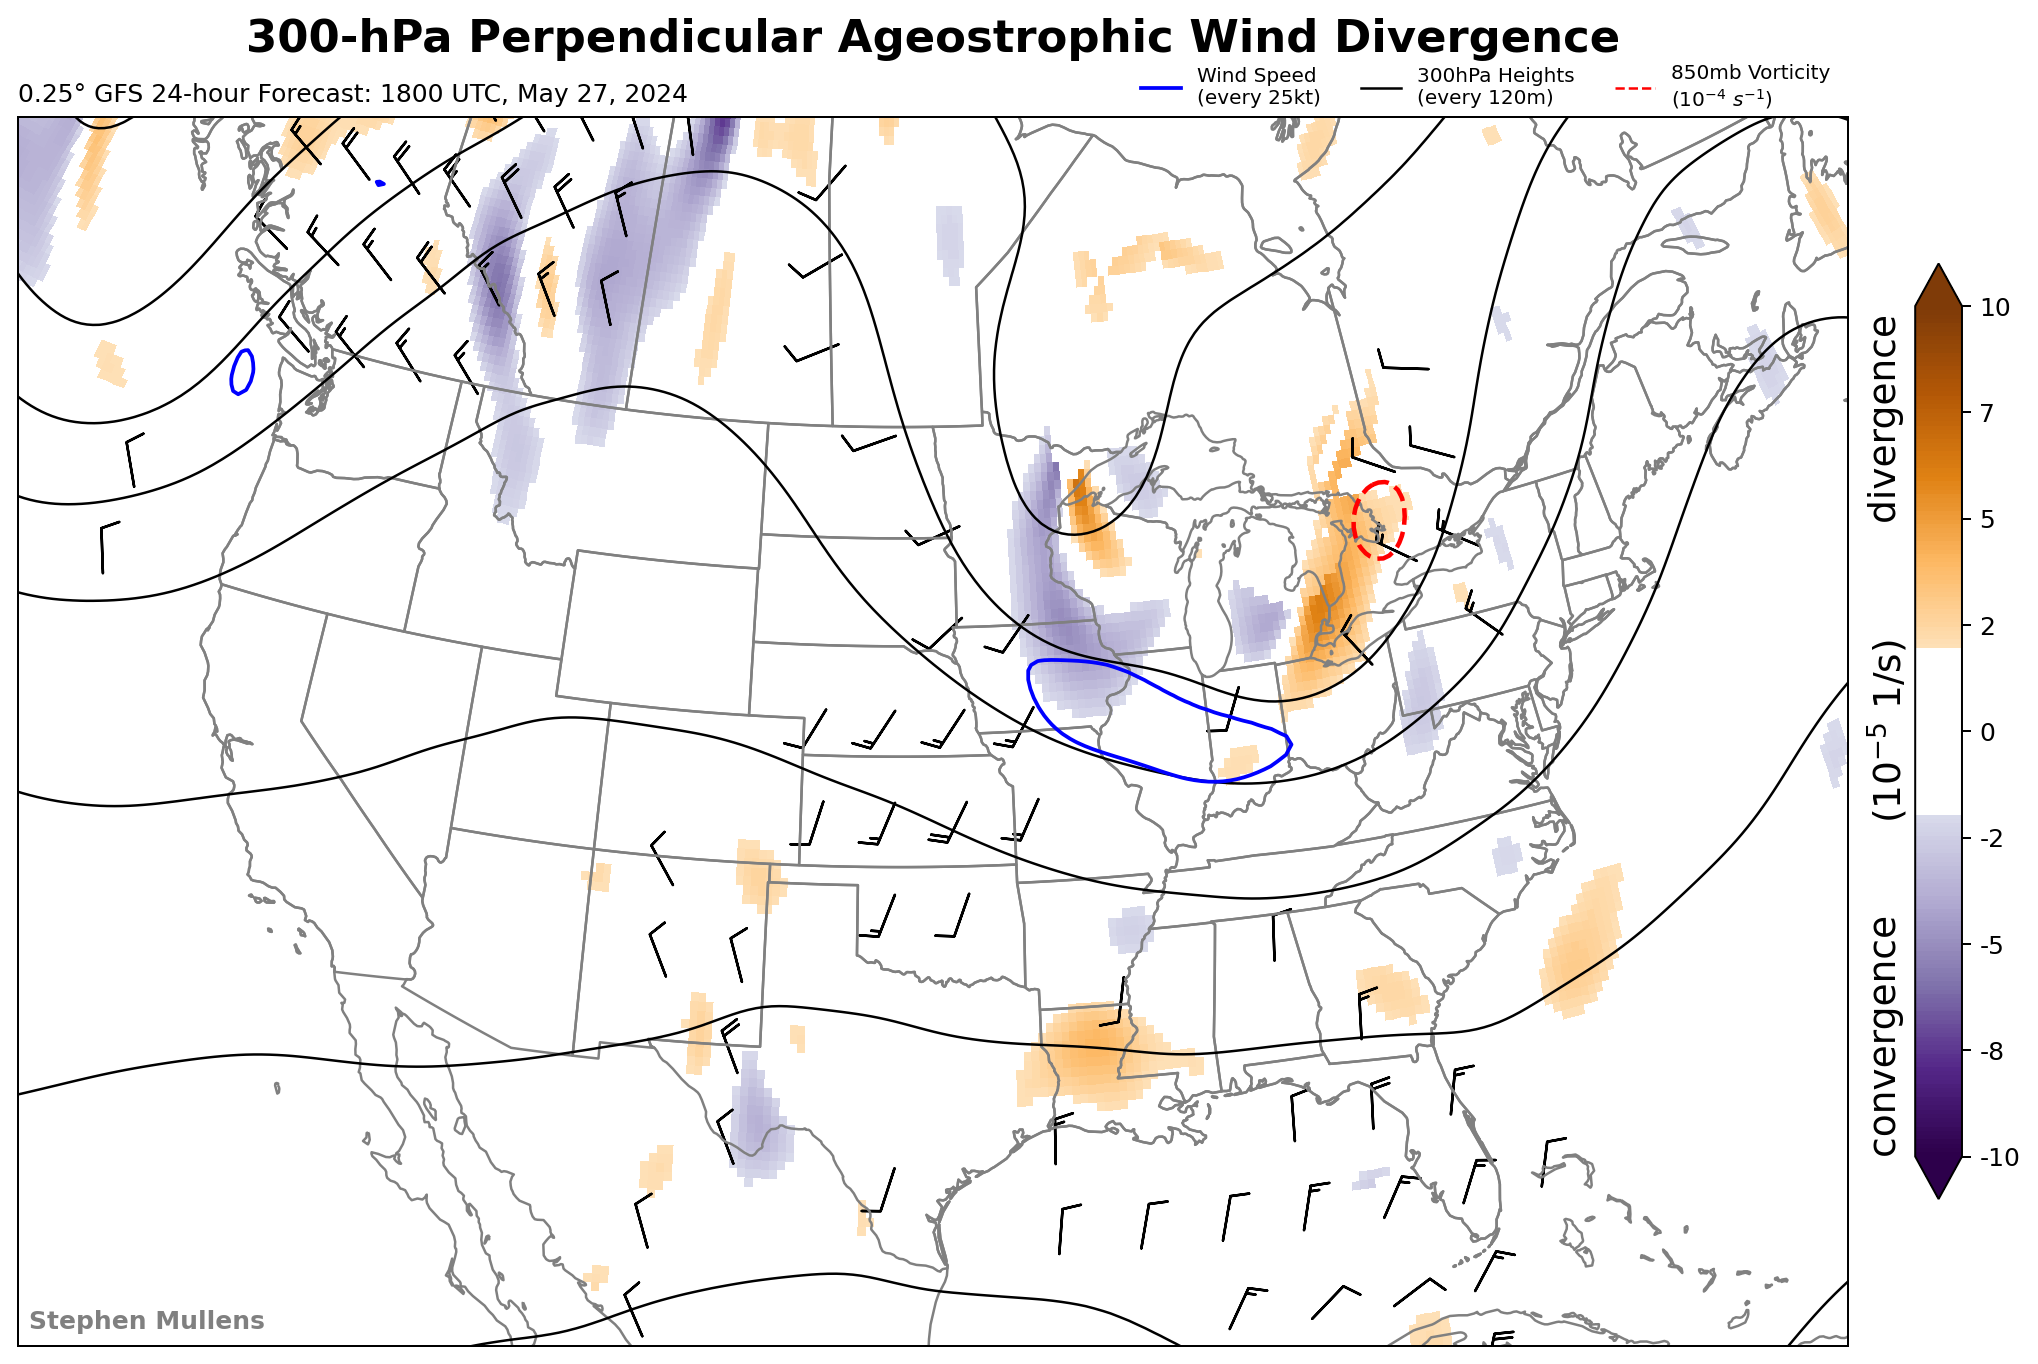 300-hPa Perpendicular Ageostrophic Wind Divergence
0.25° GFS 24-hour Forecast: 1800 UTC, May 27, 2024
Wind Speed
(every 25kt)
300hPa Heights
(every 120m)
850mb Vorticity
(10⁻⁴ s⁻¹)
10
7
5
2
0
-2
-5
-8
-10
convergence (10⁻⁵ 1/s) divergence
Stephen Mullens